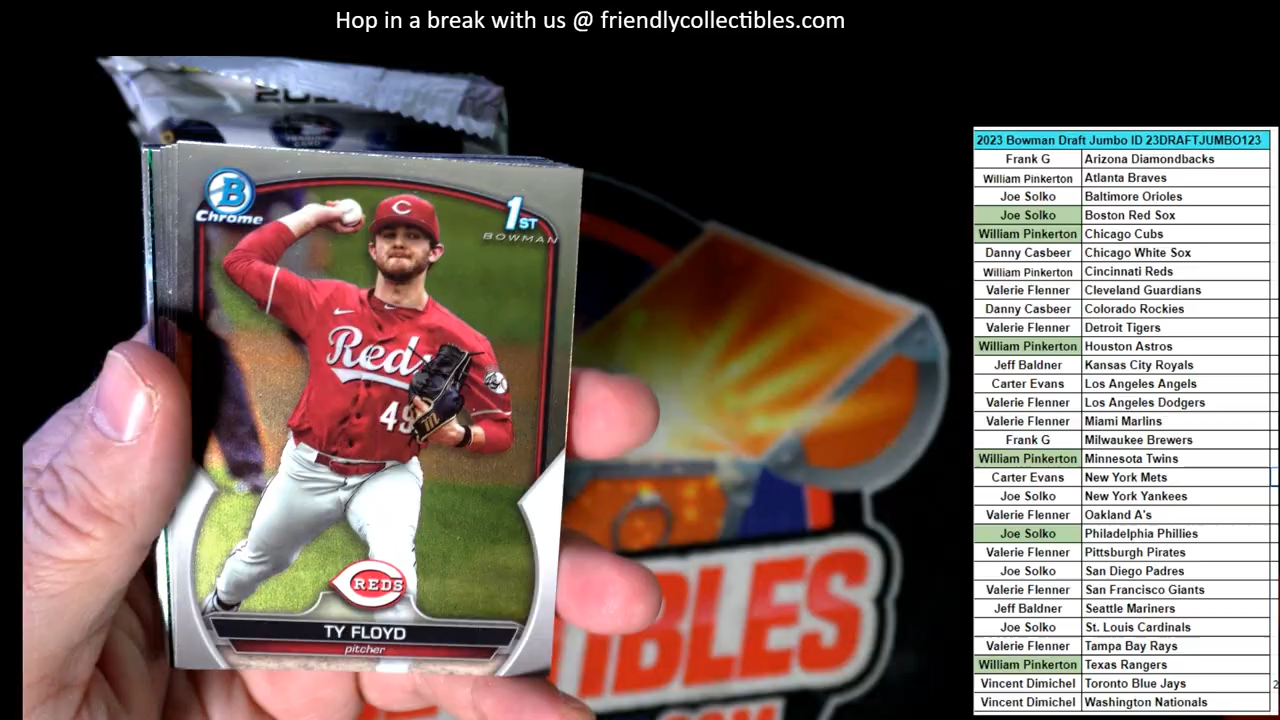 Hop in a break with us @ friendlycollectibles.com
B
Chrome
1ST
BOWMAN
C
Reds
49
REDS
TY FLOYD
pitcher
IBLES
.COM
2023 Bowman Draft Jumbo ID 23DRAFTJUMBO123
Frank G Arizona Diamondbacks
William Pinkerton Atlanta Braves
Joe Solko Baltimore Orioles
Joe Solko Boston Red Sox
William Pinkerton Chicago Cubs
Danny Casbeer Chicago White Sox
William Pinkerton Cincinnati Reds
Valerie Flenner Cleveland Guardians
Danny Casbeer Colorado Rockies
Valerie Flenner Detroit Tigers
William Pinkerton Houston Astros
Jeff Baldner Kansas City Royals
Carter Evans Los Angeles Angels
Valerie Flenner Los Angeles Dodgers
Valerie Flenner Miami Marlins
Frank G Milwaukee Brewers
William Pinkerton Minnesota Twins
Carter Evans New York Mets
Joe Solko New York Yankees
Valerie Flenner Oakland A's
Joe Solko Philadelphia Phillies
Valerie Flenner Pittsburgh Pirates
Joe Solko San Diego Padres
Valerie Flenner San Francisco Giants
Jeff Baldner Seattle Mariners
Joe Solko St. Louis Cardinals
Valerie Flenner Tampa Bay Rays
William Pinkerton Texas Rangers
Vincent Dimichel Toronto Blue Jays
Vincent Dimichel Washington Nationals